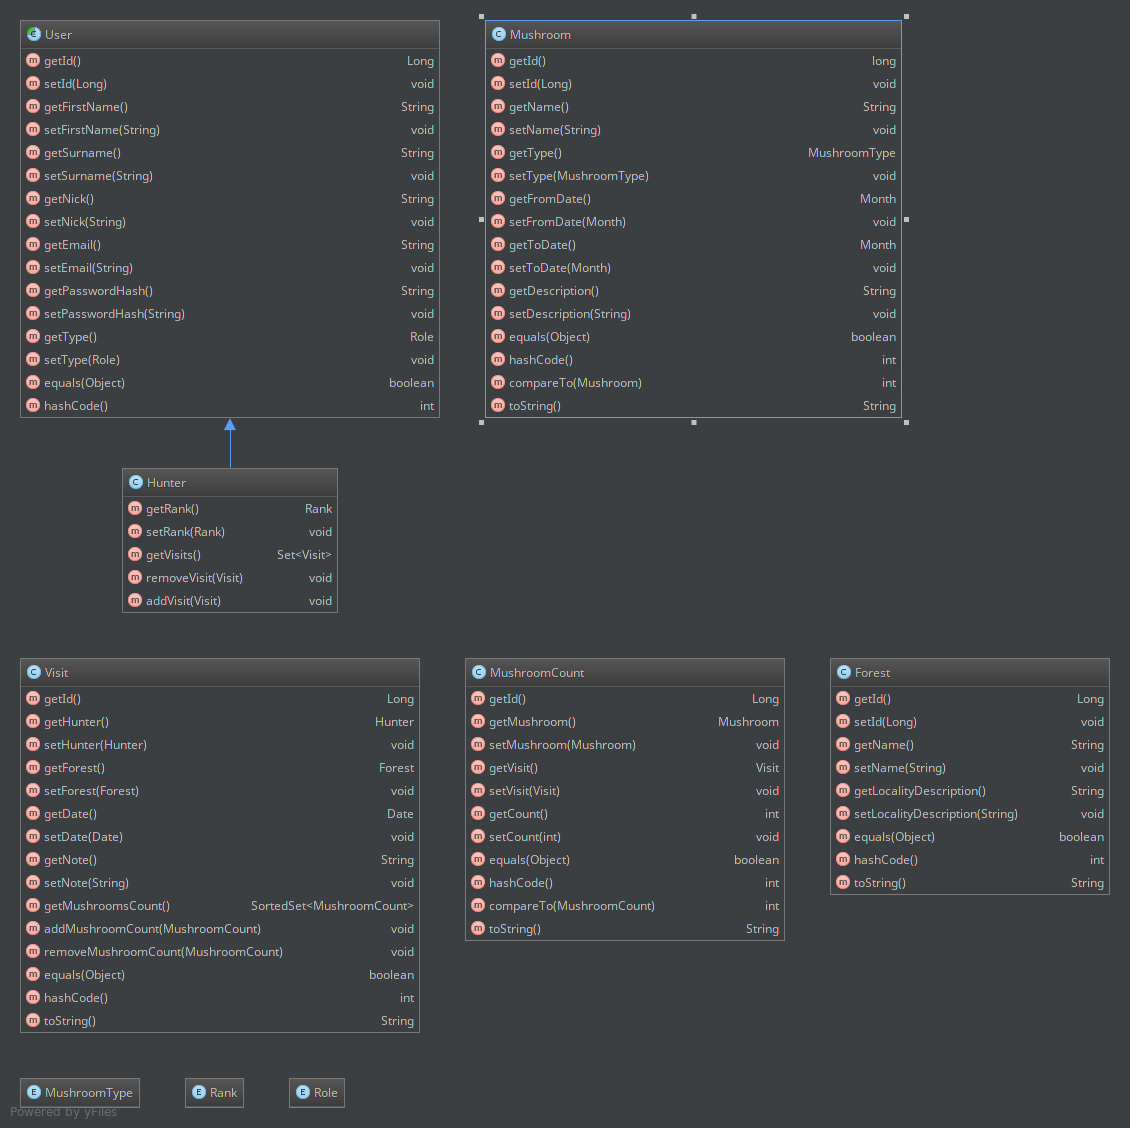 User
getId() Long
setId(Long) void
getFirstName() String
setFirstName(String) void
getSurname() String
setSurname(String) void
getNick() String
setNick(String) void
getEmail() String
setEmail(String) void
getPasswordHash() String
setPasswordHash(String) void
getType() Role
setType(Role) void
equals(Object) boolean
hashCode() int
Mushroom
getId() long
setId(Long) void
getName() String
setName(String) void
getType() MushroomType
setType(MushroomType) void
getFromDate() Month
setFromDate(Month) void
getToDate() Month
setToDate(Month) void
getDescription() String
setDescription(String) void
equals(Object) boolean
hashCode() int
compareTo(Mushroom) int
toString() String
Hunter
getRank() Rank
setRank(Rank) void
getVisits() Set<Visit>
removeVisit(Visit) void
addVisit(Visit) void
Visit
getId() Long
getHunter() Hunter
setHunter(Hunter) void
getForest() Forest
setForest(Forest) void
getDate() Date
setDate(Date) void
getNote() String
setNote(String) void
getMushroomsCount() SortedSet<MushroomCount>
addMushroomCount(MushroomCount) void
removeMushroomCount(MushroomCount) void
equals(Object) boolean
hashCode() int
toString() String
MushroomCount
getId() Long
getMushroom() Mushroom
setMushroom(Mushroom) void
getVisit() Visit
setVisit(Visit) void
getCount() int
setCount(int) void
equals(Object) boolean
hashCode() int
compareTo(MushroomCount) int
toString() String
Forest
getId() Long
setId(Long) void
getName() String
setName(String) void
getLocalityDescription() String
setLocalityDescription(String) void
equals(Object) boolean
hashCode() int
toString() String
MushroomType
Rank
Role
Powered by yFiles